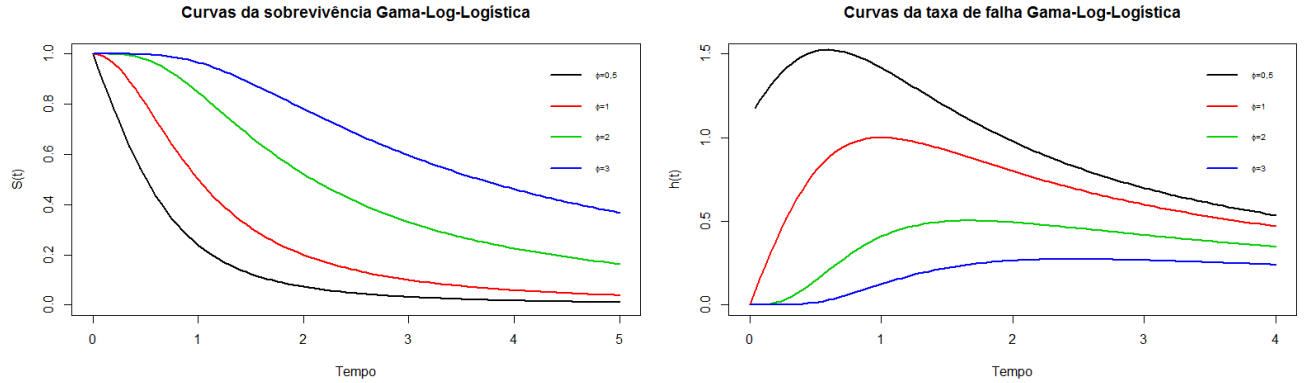 Curvas da sobrevivência Gama-Log-Logística
S(t)
1.0
0.8
0.6
0.4
0.2
0.0
ϕ=0,5
ϕ=1
ϕ=2
ϕ=3
0 1 2 3 4 5
Tempo
Curvas da taxa de falha Gama-Log-Logística
h(t)
1.5
1.0
0.5
0.0
ϕ=0,5
ϕ=1
ϕ=2
ϕ=3
0 1 2 3 4
Tempo